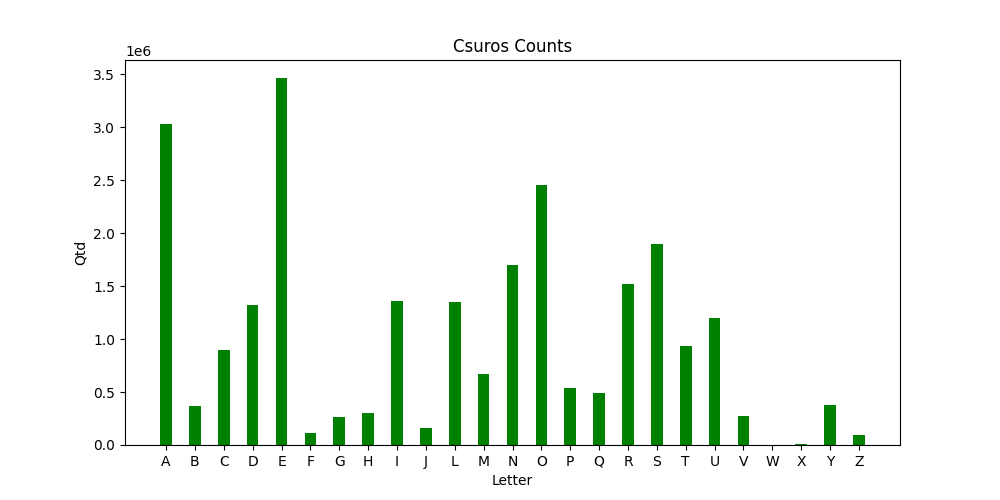 Csuros Counts
1e6
3.5
3.0
2.5
2.0
1.5
1.0
0.5
0.0
Qtd
A B C D E F G H I J L M N O P Q R S T U V W X Y Z
Letter